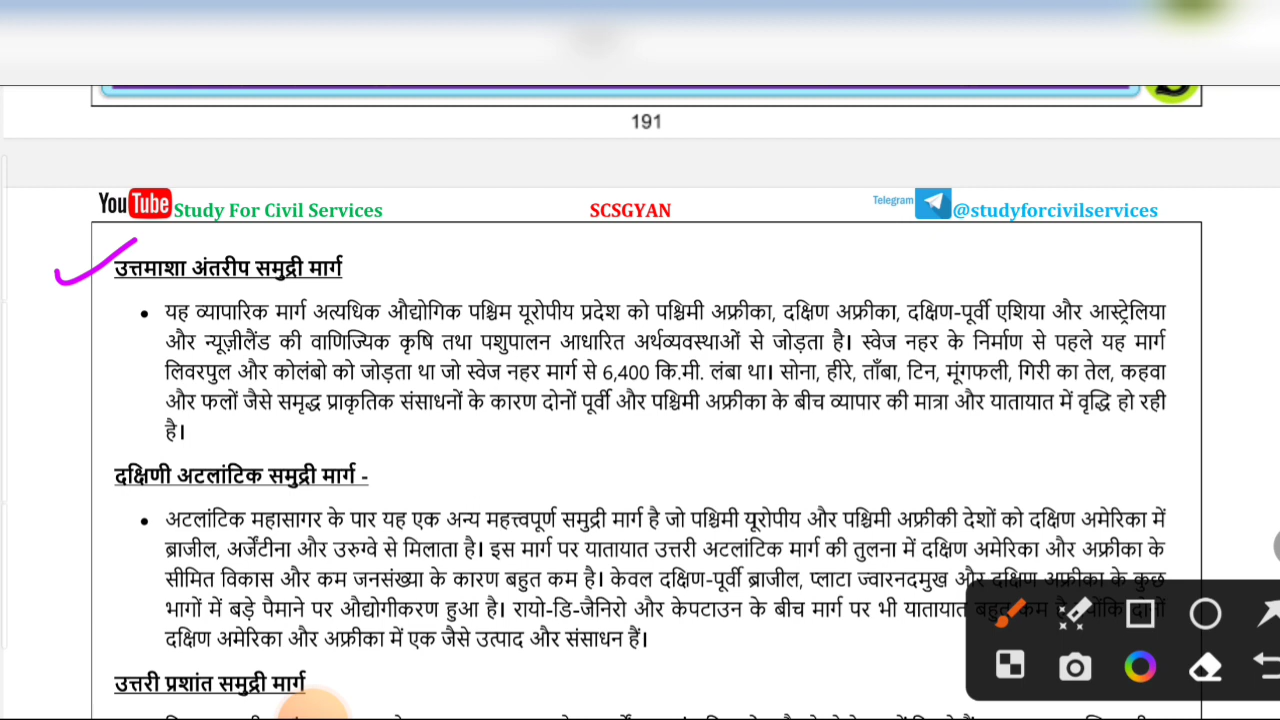 191
YouTube Study For Civil Services SCSGYAN Telegram @studyforcivilservices
उत्तमाशा अंतरीप समुद्री मार्ग
• यह व्यापारिक मार्ग अत्यधिक औद्योगिक पश्चिम यूरोपीय प्रदेश को पश्चिमी अफ्रीका, दक्षिण अफ्रीका, दक्षिण-पूर्वी एशिया और आस्ट्रेलिया
और न्यूज़ीलैंड की वाणिज्यिक कृषि तथा पशुपालन आधारित अर्थव्यवस्थाओं से जोड़ता है। स्वेज नहर के निर्माण से पहले यह मार्ग
लिवरपुल और कोलंबो को जोड़ता था जो स्वेज नहर मार्ग से 6,400 कि.मी. लंबा था। सोना, हीरे, ताँबा, टिन, मूंगफली, गिरी का तेल, कहवा
और फलों जैसे समृद्ध प्राकृतिक संसाधनों के कारण दोनों पूर्वी और पश्चिमी अफ्रीका के बीच व्यापार की मात्रा और यातायात में वृद्धि हो रही
है।
दक्षिणी अटलांटिक समुद्री मार्ग -
• अटलांटिक महासागर के पार यह एक अन्य महत्त्वपूर्ण समुद्री मार्ग है जो पश्चिमी यूरोपीय और पश्चिमी अफ्रीकी देशों को दक्षिण अमेरिका में
ब्राजील, अर्जेंटीना और उरुग्वे से मिलाता है। इस मार्ग पर यातायात उत्तरी अटलांटिक मार्ग की तुलना में दक्षिण अमेरिका और अफ्रीका के
सीमित विकास और कम जनसंख्या के कारण बहुत कम है। केवल दक्षिण-पूर्वी ब्राजील, प्लाटा ज्वारनदमुख और दक्षिण अफ्रीका के कुछ
भागों में बड़े पैमाने पर औद्योगीकरण हुआ है। रायो-डि-जैनिरो और केपटाउन के बीच मार्ग पर भी यातायात बहुत कम है
दक्षिण अमेरिका और अफ्रीका में एक जैसे उत्पाद और संसाधन हैं।
उत्तरी प्रशांत समुद्री मार्ग